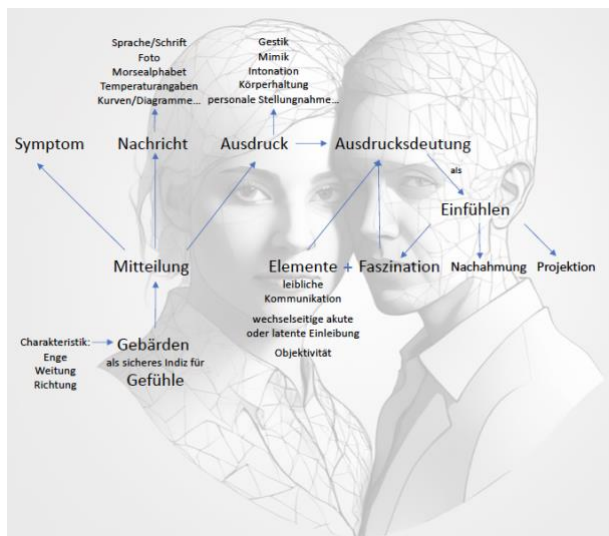 Sprache/Schrift
Foto
Morsealphabet
Temperaturangaben
Kurven/Diagramme...
Gestik
Mimik
Intonation
Körperhaltung
personale Stellungnahme...
Symptom
Nachricht
Ausdruck
Ausdrucksdeutung
als
Einfühlen
Mitteilung
Elemente + Faszination
Nachahmung
Projektion
leibliche
Kommunikation
wechselseitige akute
oder latente Einleibung
Objektivität
Charakteristik:
Enge
Weitung
Richtung
Gebärden
als sicheres Indiz für
Gefühle